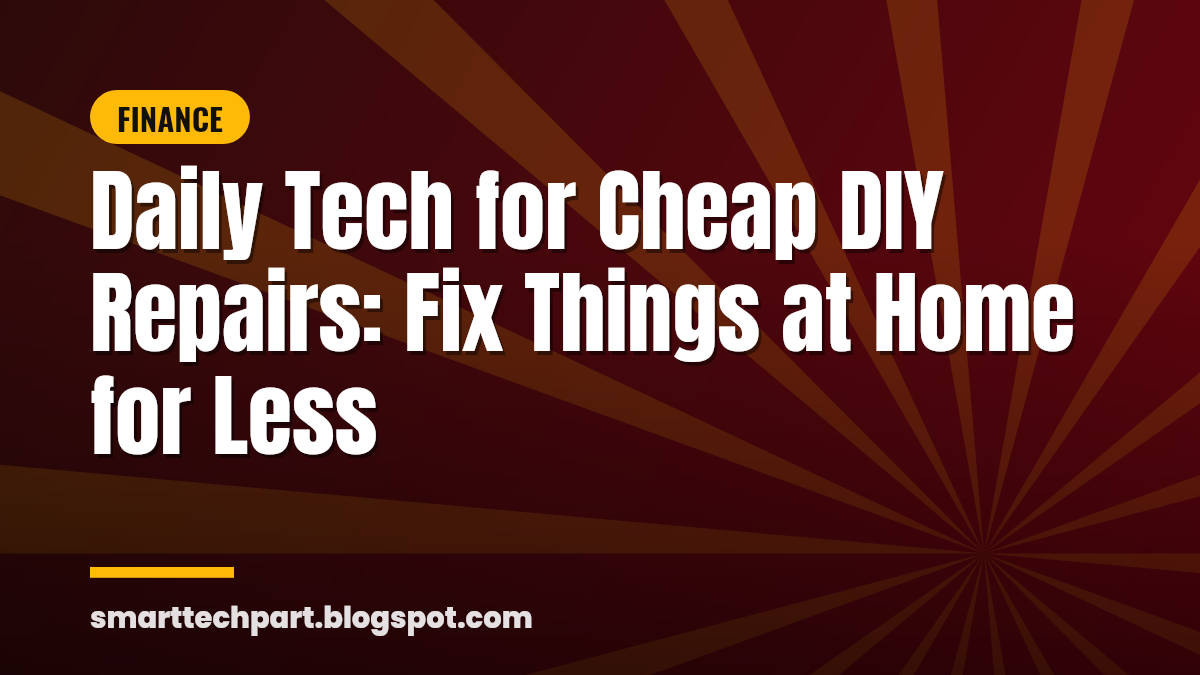 FINANCE
Daily Tech for Cheap DIY
Repairs: Fix Things at Home
for Less
smarttechpart.blogspot.com